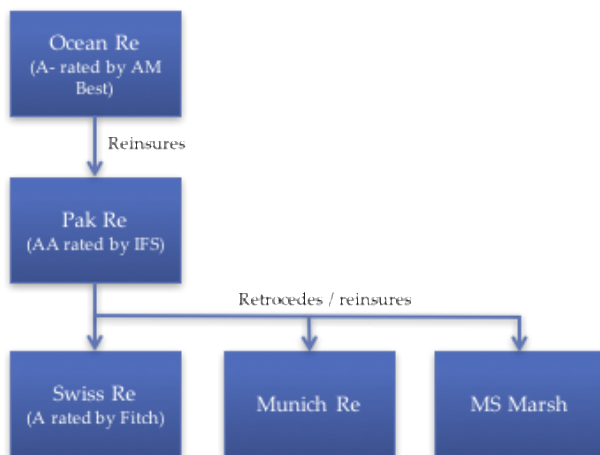 Ocean Re
(A- rated by AM
Best)
Reinsures
Pak Re
(AA rated by IFS)
Retrocedes / reinsures
Swiss Re
(A rated by Fitch)
Munich Re
MS Marsh